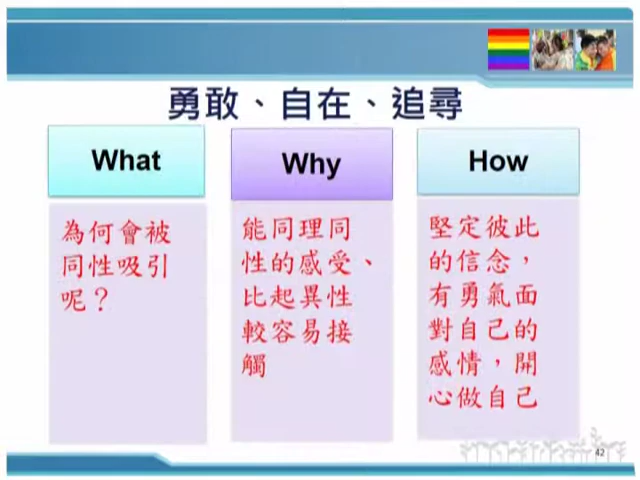 勇敢、自在、追尋
What
Why
How
為何會被
同性吸引
呢？
能同理同
性的感受、
比起異性
較容易接
觸
堅定彼此
的信念，
有勇氣面
對自己的
感情，開
心做自己
42